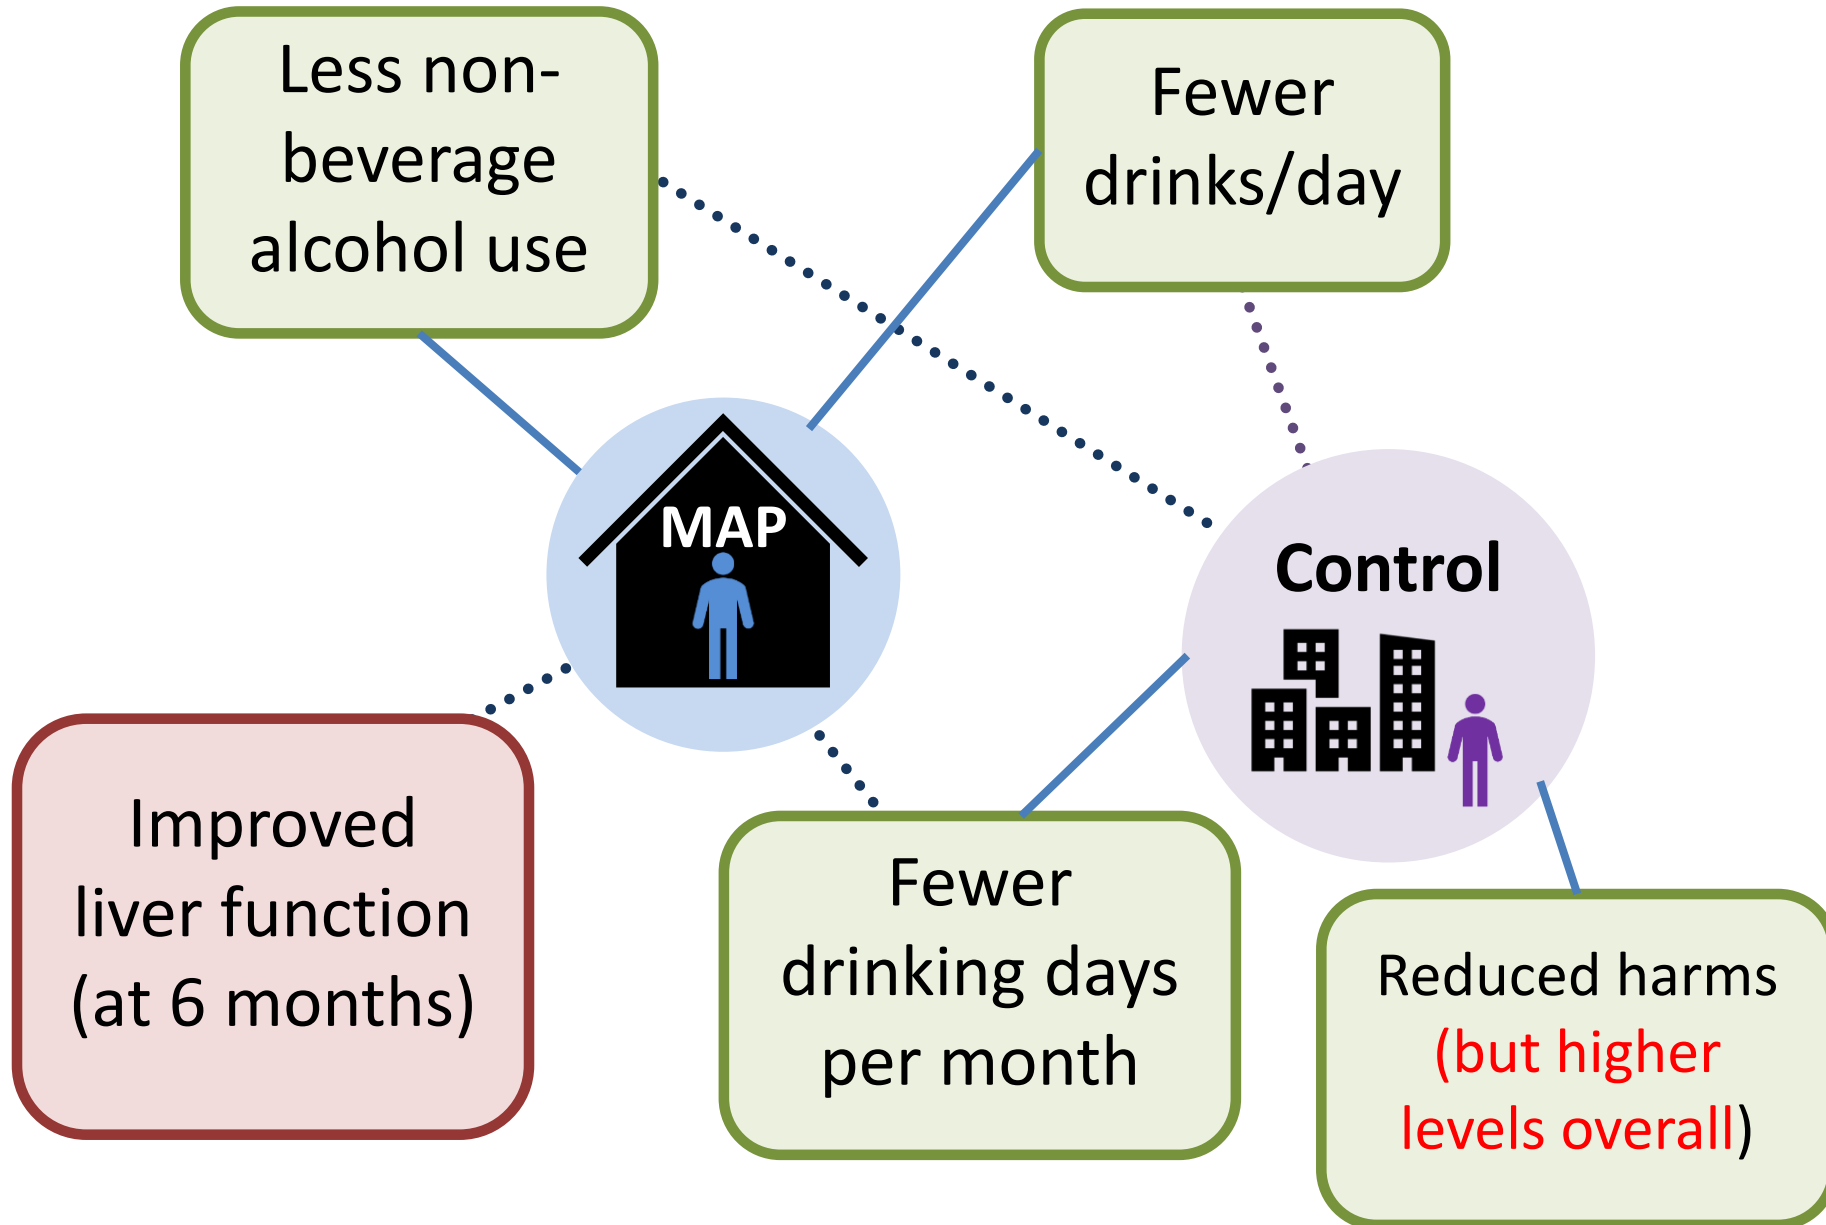 Less non-
beverage
alcohol use
Fewer
drinks/day
MAP
Control
Improved
liver function
(at 6 months)
Fewer
drinking days
per month
Reduced harms
(but higher
levels overall)